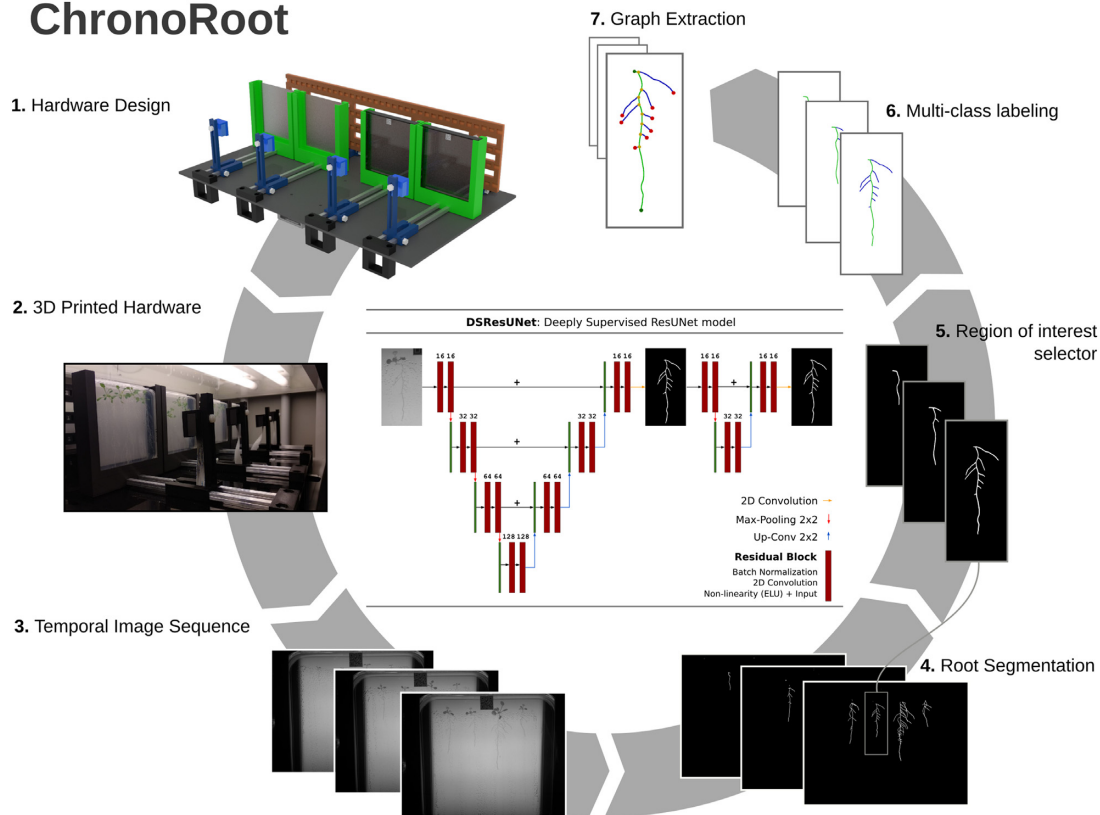 ChronoRoot
1. Hardware Design
2. 3D Printed Hardware
3. Temporal Image Sequence
4. Root Segmentation
5. Region of interest
selector
6. Multi-class labeling
7. Graph Extraction
DSResUNet: Deeply Supervised ResUNet model
16 16
16 16
16 16
16 16
+
+
32 32
32 32
32 32
+
64 64
64 64
+
128 128
2D Convolution
Max-Pooling 2x2
Up-Conv 2x2
Residual Block
Batch Normalization
2D Convolution
Non-linearity (ELU) + Input